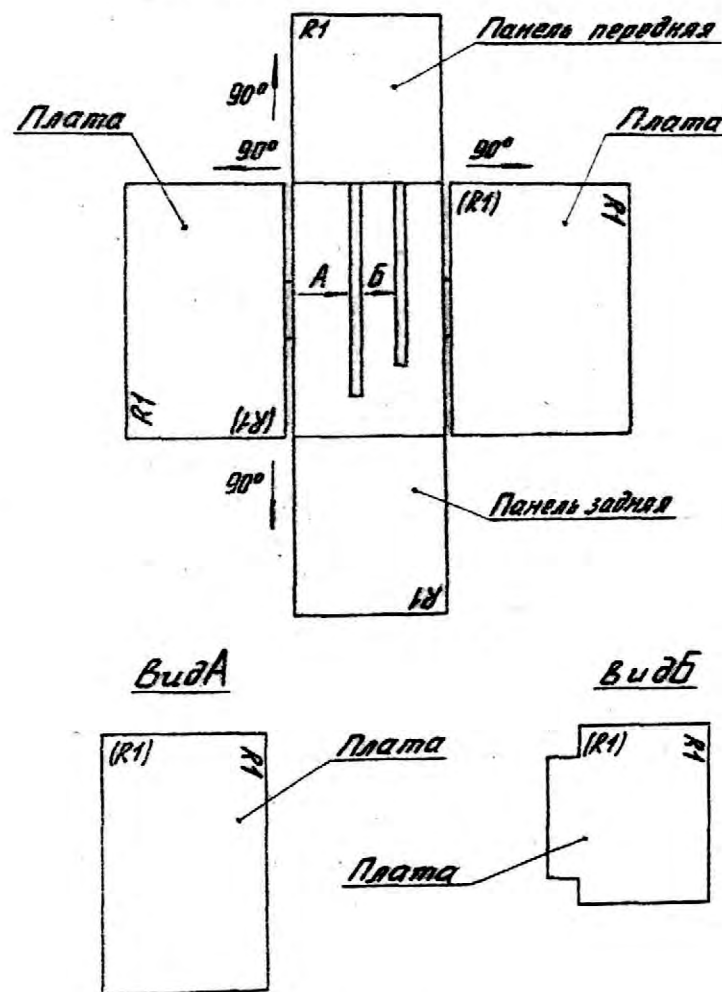 R1
Панель передняя
90°
Плата
90°
90°
Плата
(R1)
R1
А
Б
R1
(R1)
90°
Панель задняя
R1
Вид А
Вид Б
(R1)
R1
Плата
(R1)
R1
Плата